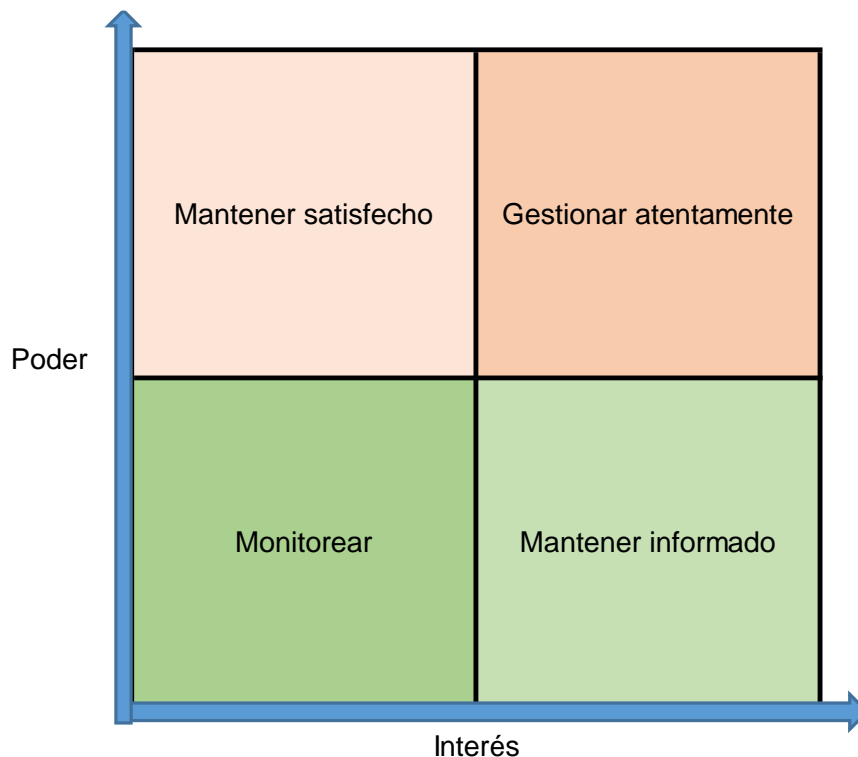 Mantener satisfecho
Gestionar atentamente
Poder
Monitorear
Mantener informado
Interés